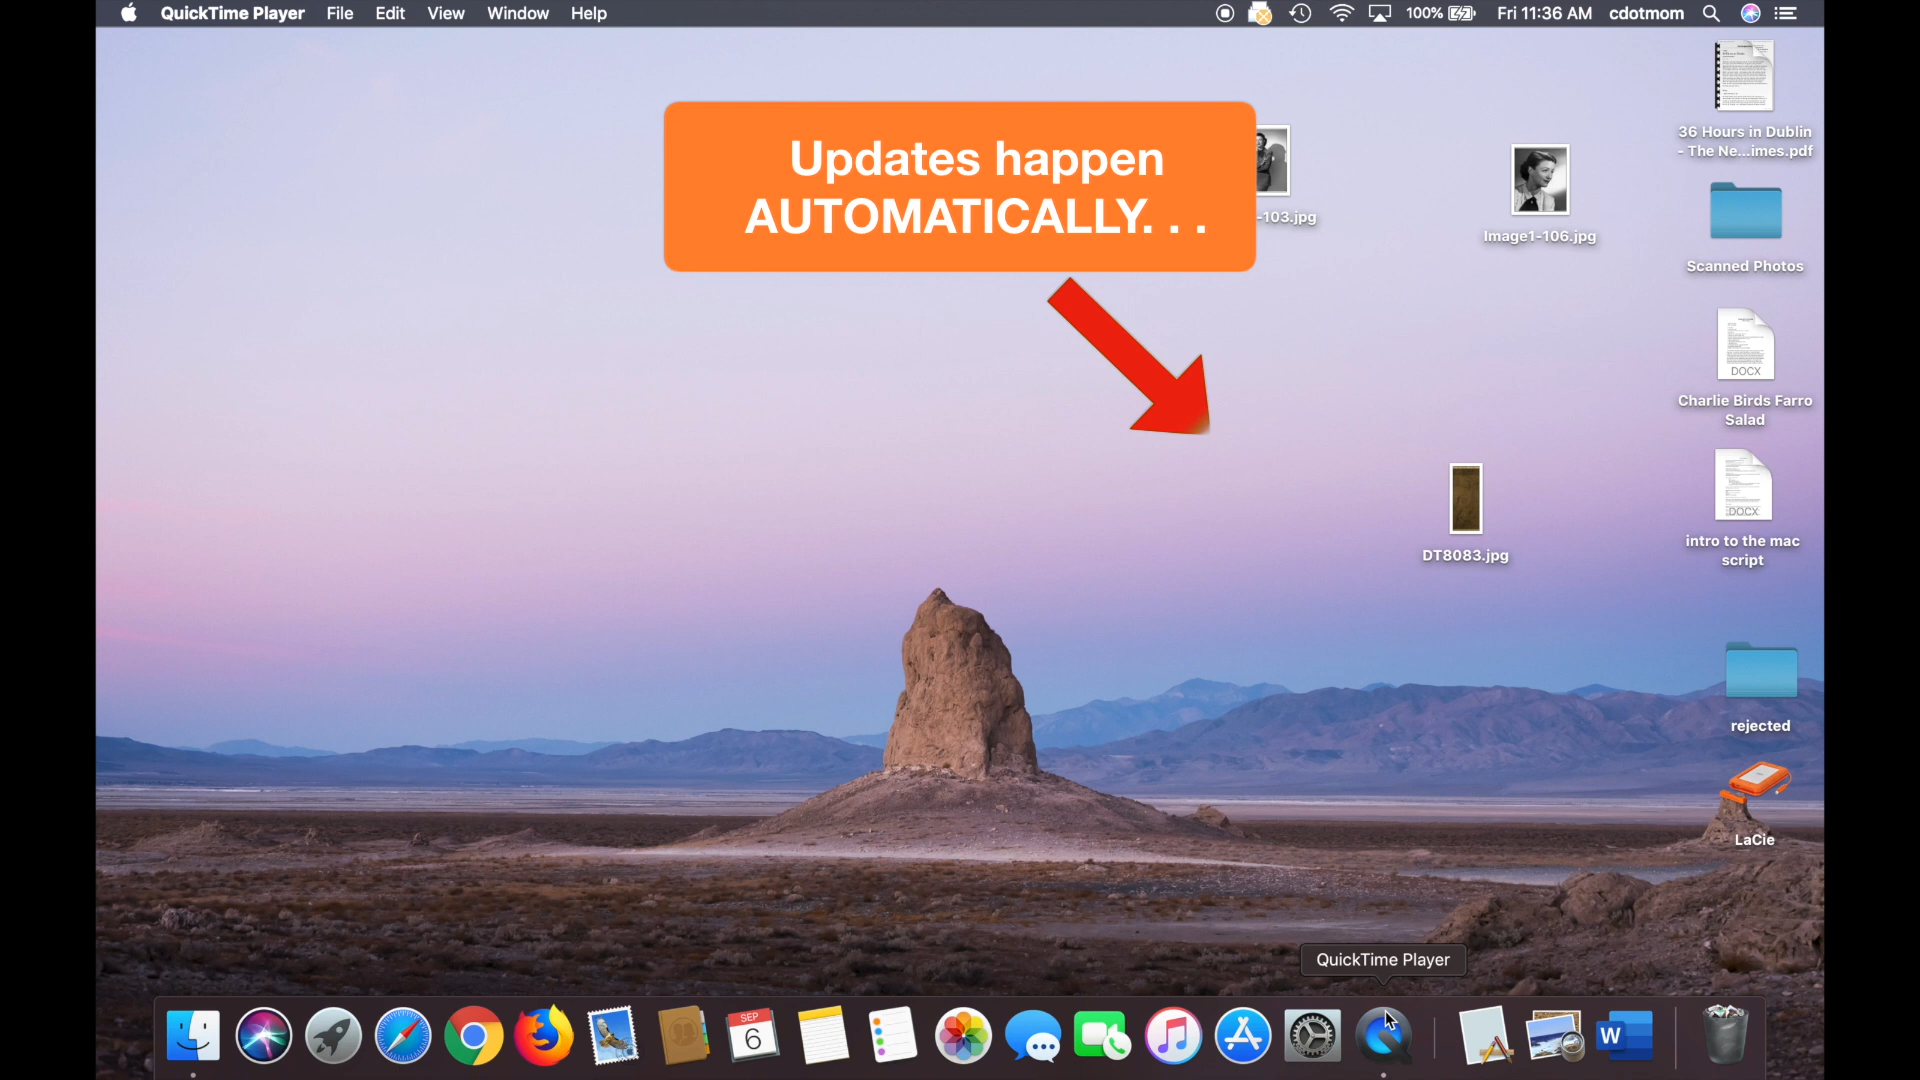 QuickTime Player File Edit View Window Help 100% Fri 11:36 AM cdotmom
Updates happen
AUTOMATICALLY. . .
-103.jpg
Image1-106.jpg
36 Hours in Dublin
- The Ne...imes.pdf
Scanned Photos
DOCX
Charlie Birds Farro
Salad
DOCX
intro to the mac
script
DT8083.jpg
rejected
LaCie
QuickTime Player
SEP
6
W